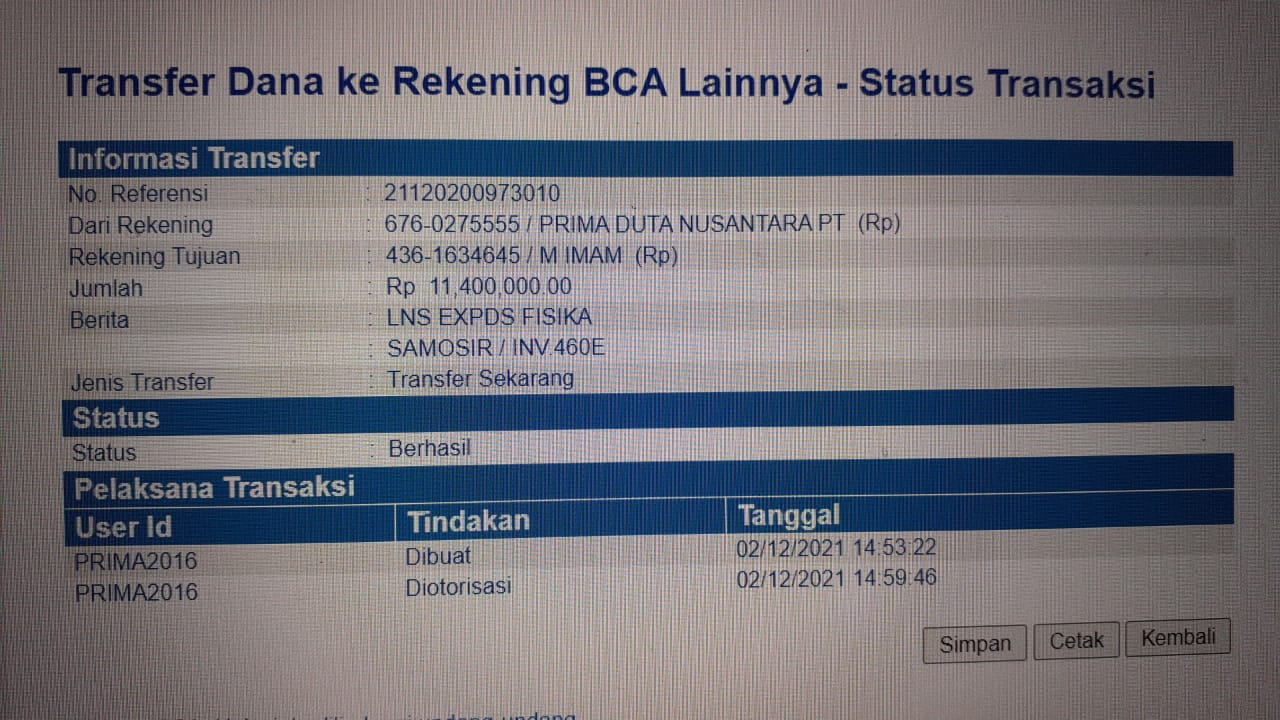 Transfer Dana ke Rekening BCA Lainnya - Status Transaksi
Informasi Transfer
No. Referensi : 21120200973010
Dari Rekening : 676-0275555 / PRIMA DUTA NUSANTARA PT (Rp)
Rekening Tujuan : 436-1634645 / M IMAM (Rp)
Jumlah : Rp 11,400,000.00
Berita : LNS EXPDS FISIKA
: SAMOSIR / INV.460E
Jenis Transfer : Transfer Sekarang
Status
Status : Berhasil
Pelaksana Transaksi
User Id Tindakan Tanggal
PRIMA2016 Dibuat 02/12/2021 14:53:22
PRIMA2016 Diotorisasi 02/12/2021 14:59:46
Simpan Cetak Kembali